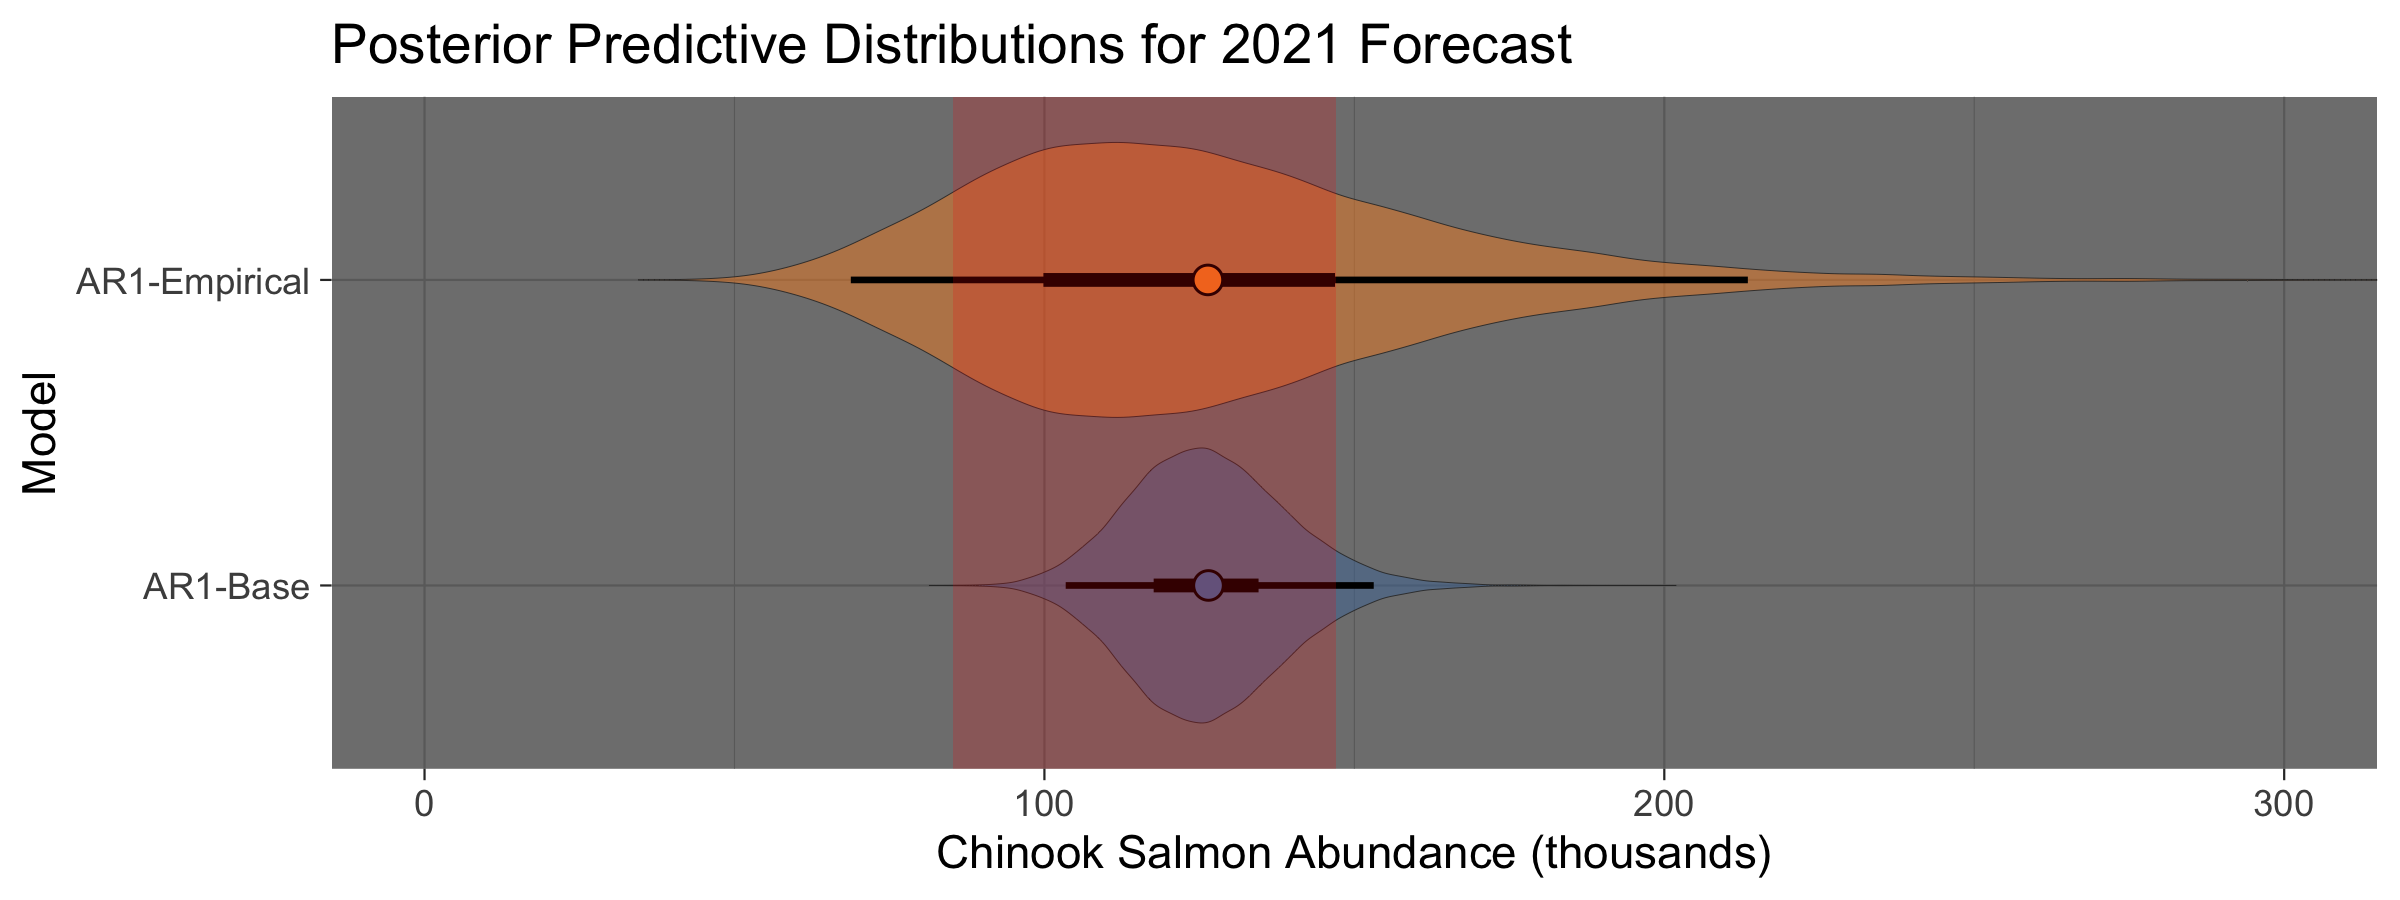 Posterior Predictive Distributions for 2021 Forecast
Model
AR1-Empirical
AR1-Base
0 100 200 300
Chinook Salmon Abundance (thousands)